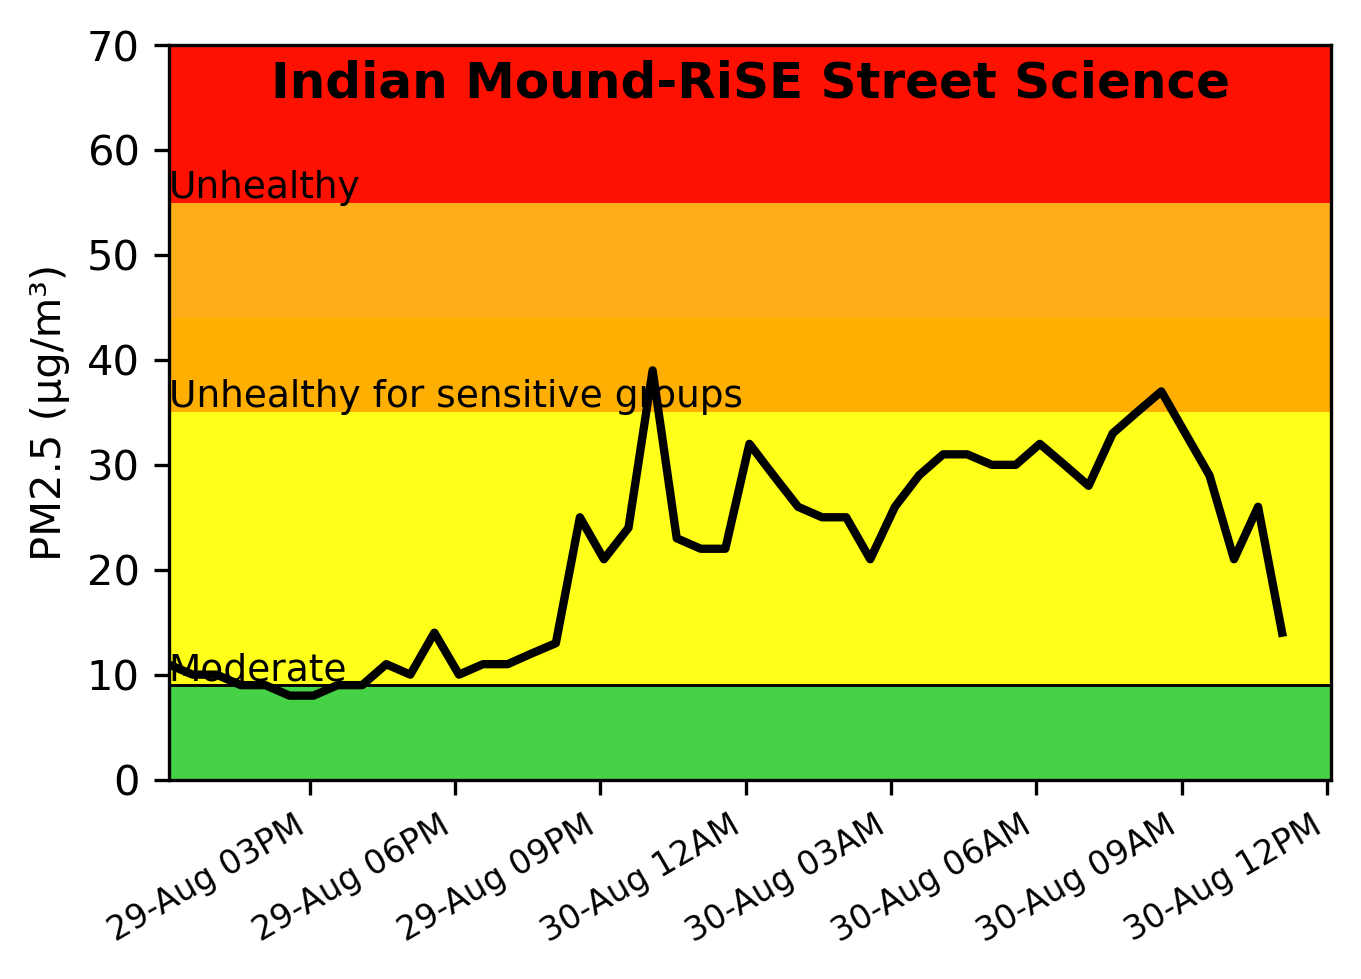 Indian Mound-RiSE Street Science
PM2.5 (µg/m³)
70
60
50
40
30
20
10
0
Unhealthy
Unhealthy for sensitive groups
Moderate
29-Aug 03PM
29-Aug 06PM
29-Aug 09PM
30-Aug 12AM
30-Aug 03AM
30-Aug 06AM
30-Aug 09AM
30-Aug 12PM